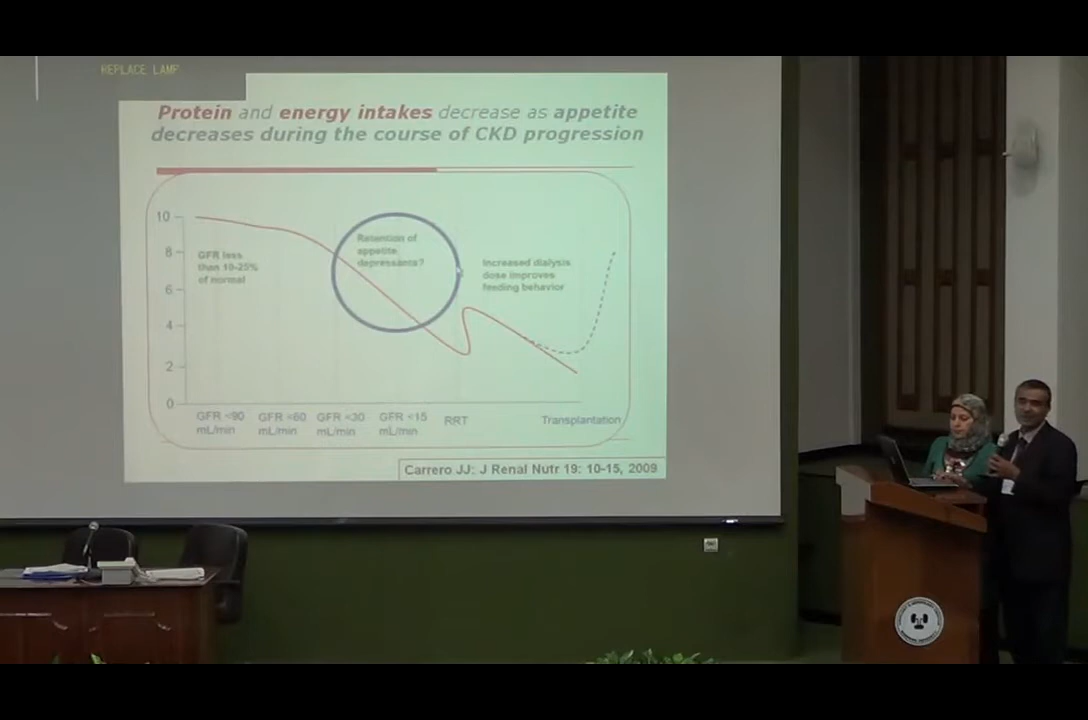 REPLACE LAMP
Protein and energy intakes decrease as appetite
decreases during the course of CKD progression
10
8
6
4
2
0
GFR less
than 10-25%
of normal
Retention of
appetite
depressants?
Increased dialysis
dose improves
feeding behavior
GFR <90
mL/min
GFR <60
mL/min
GFR <30
mL/min
GFR <15
mL/min
RRT
Transplantation
Carrero JJ: J Renal Nutr 19: 10-15, 2009